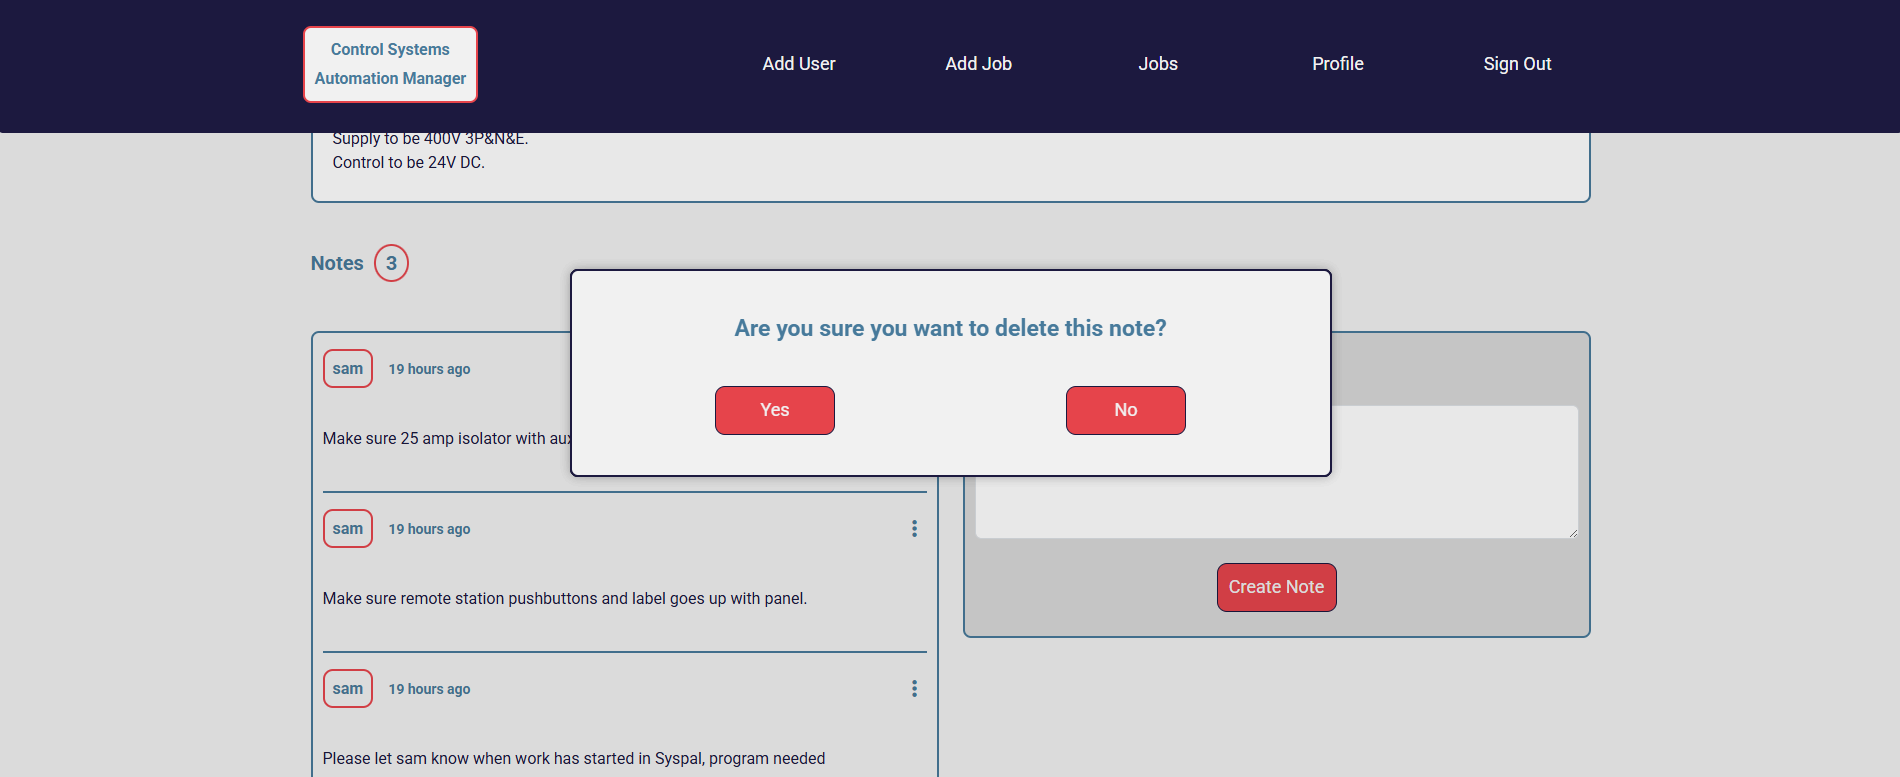 Control Systems
Automation Manager
Add User
Add Job
Jobs
Profile
Sign Out
Supply to be 400V 3P&N&E.
Control to be 24V DC.
Notes 3
Are you sure you want to delete this note?
Yes
No
sam 19 hours ago
Make sure 25 amp isolator with aux
sam 19 hours ago
Make sure remote station pushbuttons and label goes up with panel.
Create Note
sam 19 hours ago
Please let sam know when work has started in Syspal, program needed